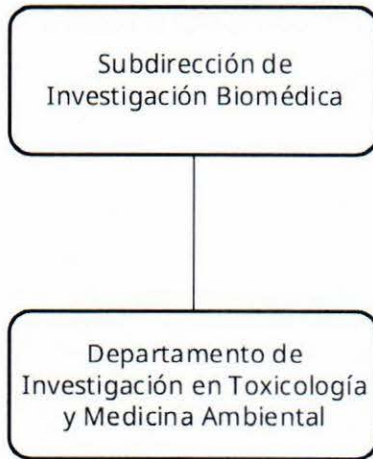 Subdirección de
Investigación Biomédica
Departamento de
Investigación en Toxicología
y Medicina Ambiental